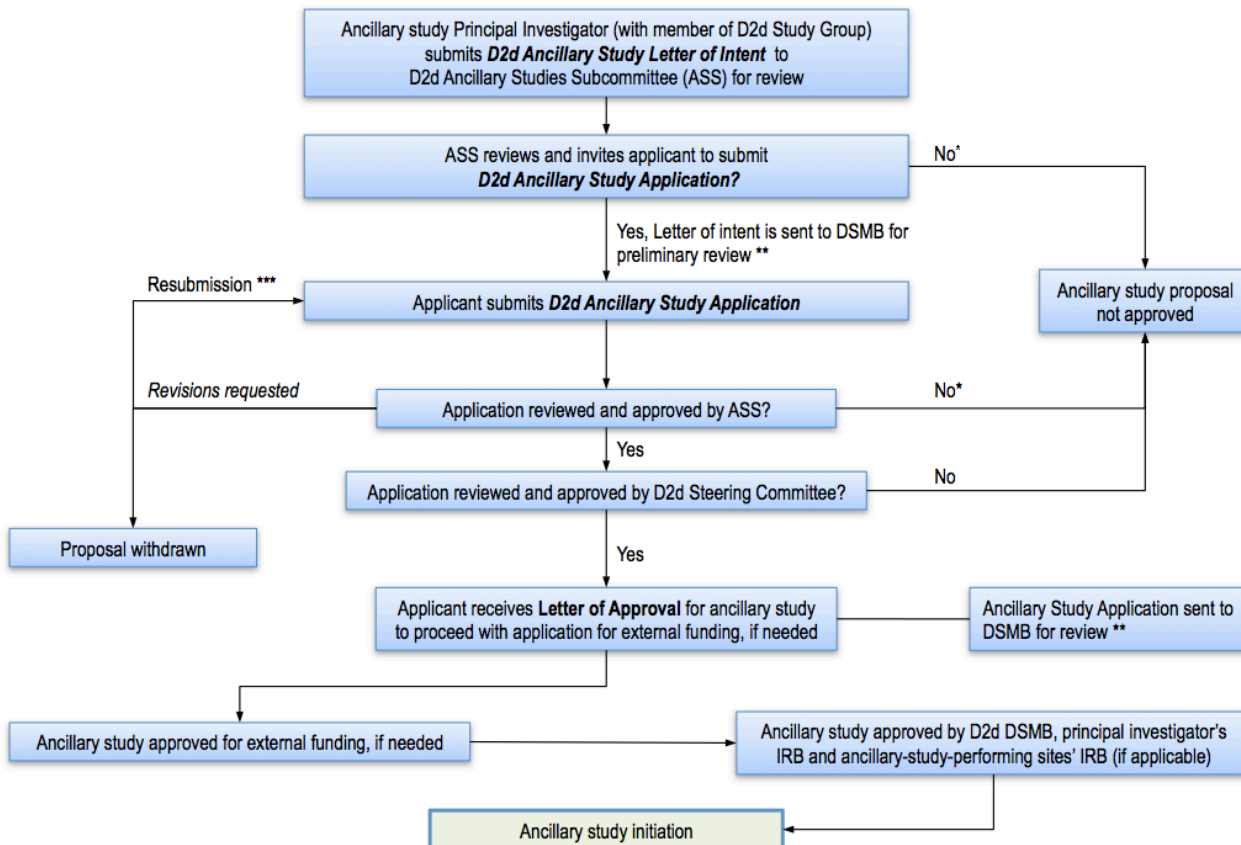 Ancillary study Principal Investigator (with member of D2d Study Group)
submits D2d Ancillary Study Letter of Intent to
D2d Ancillary Studies Subcommittee (ASS) for review
ASS reviews and invites applicant to submit
D2d Ancillary Study Application?
No*
Yes, Letter of intent is sent to DSMB for
preliminary review **
Resubmission ***
Applicant submits D2d Ancillary Study Application
Ancillary study proposal
not approved
Revisions requested
Application reviewed and approved by ASS?
No*
Yes
Application reviewed and approved by D2d Steering Committee?
No
Proposal withdrawn
Yes
Applicant receives Letter of Approval for ancillary study
to proceed with application for external funding, if needed
Ancillary Study Application sent to
DSMB for review **
Ancillary study approved for external funding, if needed
Ancillary study approved by D2d DSMB, principal investigator's
IRB and ancillary-study-performing sites' IRB (if applicable)
Ancillary study initiation